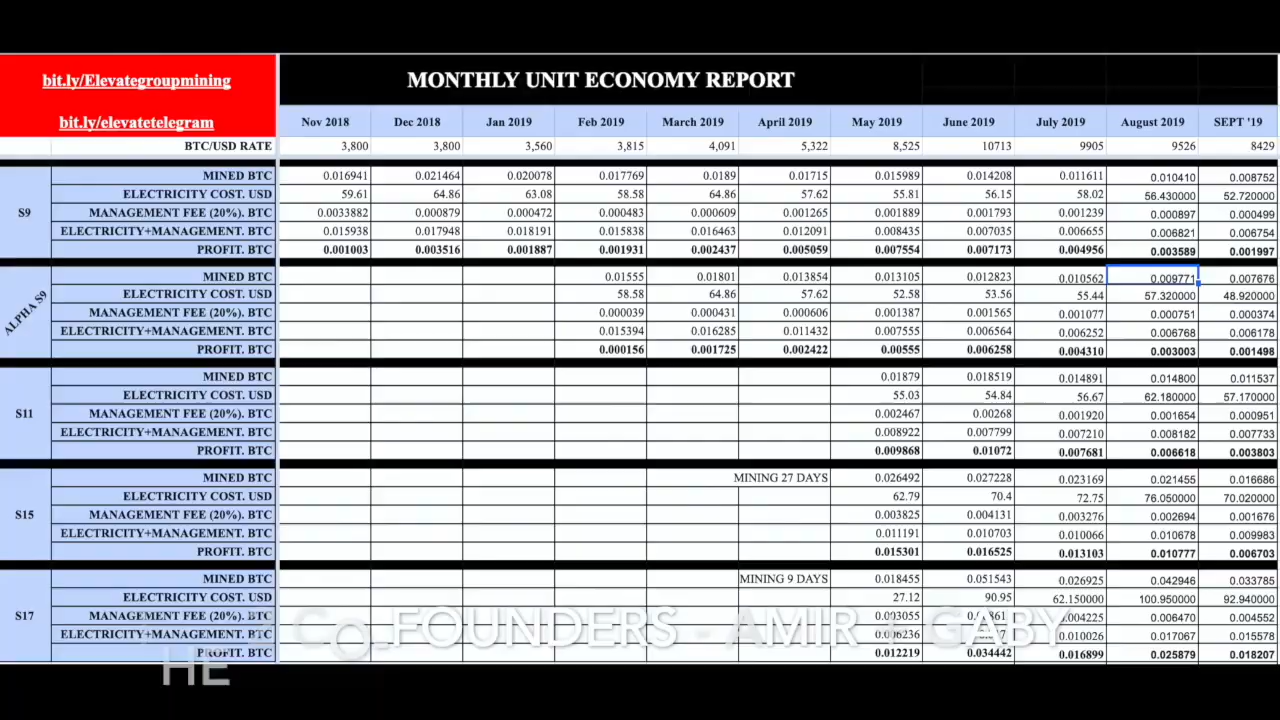 bit.ly/Elevategroupmining
bit.ly/elevatetelegram
MONTHLY UNIT ECONOMY REPORT
Nov 2018 Dec 2018 Jan 2019 Feb 2019 March 2019 April 2019 May 2019 June 2019 July 2019 August 2019 SEPT '19
BTC/USD RATE 3,800 3,800 3,560 3,815 4,091 5,322 8,525 10713 9905 9526 8429
S9
MINED BTC 0.016941 0.021464 0.020078 0.017769 0.0189 0.01715 0.015989 0.014208 0.011611 0.010410 0.008752
ELECTRICITY COST. USD 59.61 64.86 63.08 58.58 64.86 57.62 55.81 56.15 58.02 56.430000 52.720000
MANAGEMENT FEE (20%). BTC 0.0033882 0.000879 0.000472 0.000483 0.000609 0.001265 0.001889 0.001793 0.001239 0.000897 0.000499
ELECTRICITY+MANAGEMENT. BTC 0.015938 0.017948 0.018191 0.015838 0.016463 0.012091 0.008435 0.007035 0.006655 0.006821 0.006754
PROFIT. BTC 0.001003 0.003516 0.001887 0.001931 0.002437 0.005059 0.007554 0.007173 0.004956 0.003589 0.001997
ALPHA S9
MINED BTC 0.01555 0.01801 0.013854 0.013105 0.012823 0.010562 0.009771 0.007676
ELECTRICITY COST. USD 58.58 64.86 57.62 52.58 53.56 55.44 57.320000 48.920000
MANAGEMENT FEE (20%). BTC 0.000039 0.000431 0.000606 0.001387 0.001565 0.001077 0.000751 0.000374
ELECTRICITY+MANAGEMENT. BTC 0.015394 0.016285 0.011432 0.007555 0.006564 0.006252 0.006768 0.006178
PROFIT. BTC 0.000156 0.001725 0.002422 0.00555 0.006258 0.004310 0.003003 0.001498
S11
MINED BTC 0.01879 0.018519 0.014891 0.014800 0.011537
ELECTRICITY COST. USD 55.03 54.84 56.67 62.180000 57.170000
MANAGEMENT FEE (20%). BTC 0.002467 0.00268 0.001920 0.001654 0.000951
ELECTRICITY+MANAGEMENT. BTC 0.008922 0.007799 0.007210 0.008182 0.007733
PROFIT. BTC 0.009868 0.01072 0.007681 0.006618 0.003803
S15
MINED BTC MINING 27 DAYS 0.026492 0.027228 0.023169 0.021455 0.016686
ELECTRICITY COST. USD 62.79 70.4 72.75 76.050000 70.020000
MANAGEMENT FEE (20%). BTC 0.003825 0.004131 0.003276 0.002694 0.001676
ELECTRICITY+MANAGEMENT. BTC 0.011191 0.010703 0.010066 0.010678 0.009983
PROFIT. BTC 0.015301 0.016525 0.013103 0.010777 0.006703
S17
MINED BTC MINING 9 DAYS 0.018455 0.051543 0.026925 0.042946 0.033785
ELECTRICITY COST. USD 27.12 90.95 62.150000 100.950000 92.940000
MANAGEMENT FEE (20%). BTC 0.003055 0.004225 0.006470 0.004552
ELECTRICITY+MANAGEMENT. BTC 0.006236 0.010026 0.017067 0.015578
PROFIT. BTC 0.012219 0.034442 0.016899 0.025879 0.018207
CO FOUNDERS - AMIR GABY
HE